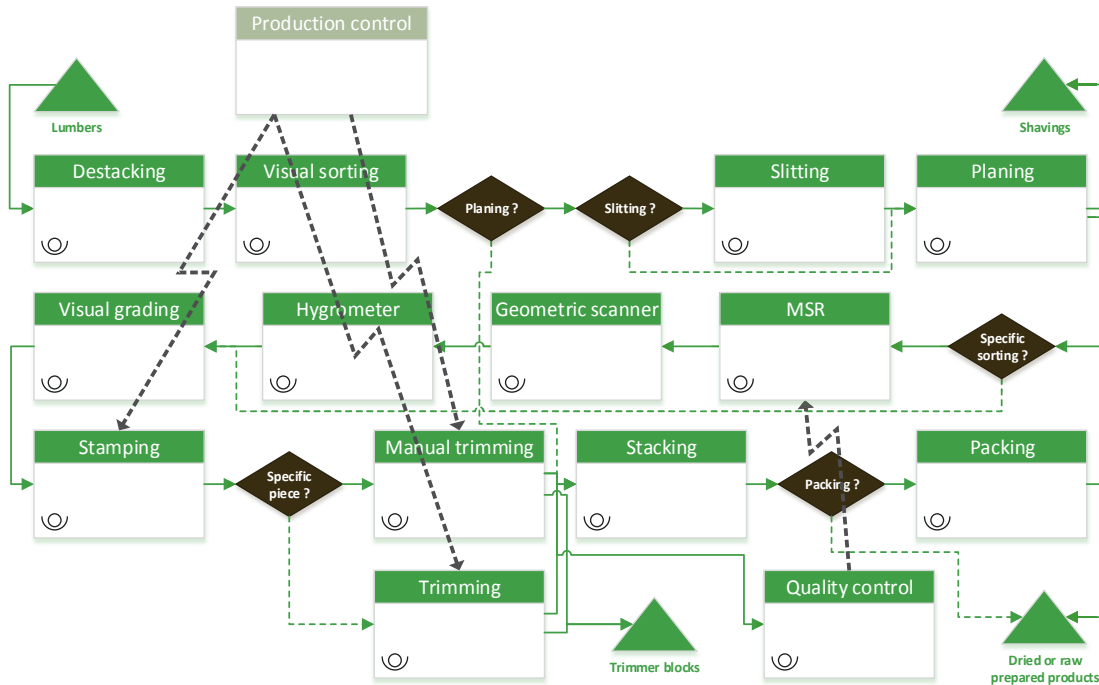 Production control
Lumbers
Shavings
Destacking
Visual sorting
Planing ?
Slitting ?
Slitting
Planing
Visual grading
Hygrometer
Geometric scanner
MSR
Specific
sorting ?
Stamping
Specific
piece ?
Manual trimming
Stacking
Packing ?
Packing
Trimming
Trimmer blocks
Quality control
Dried or raw
prepared products